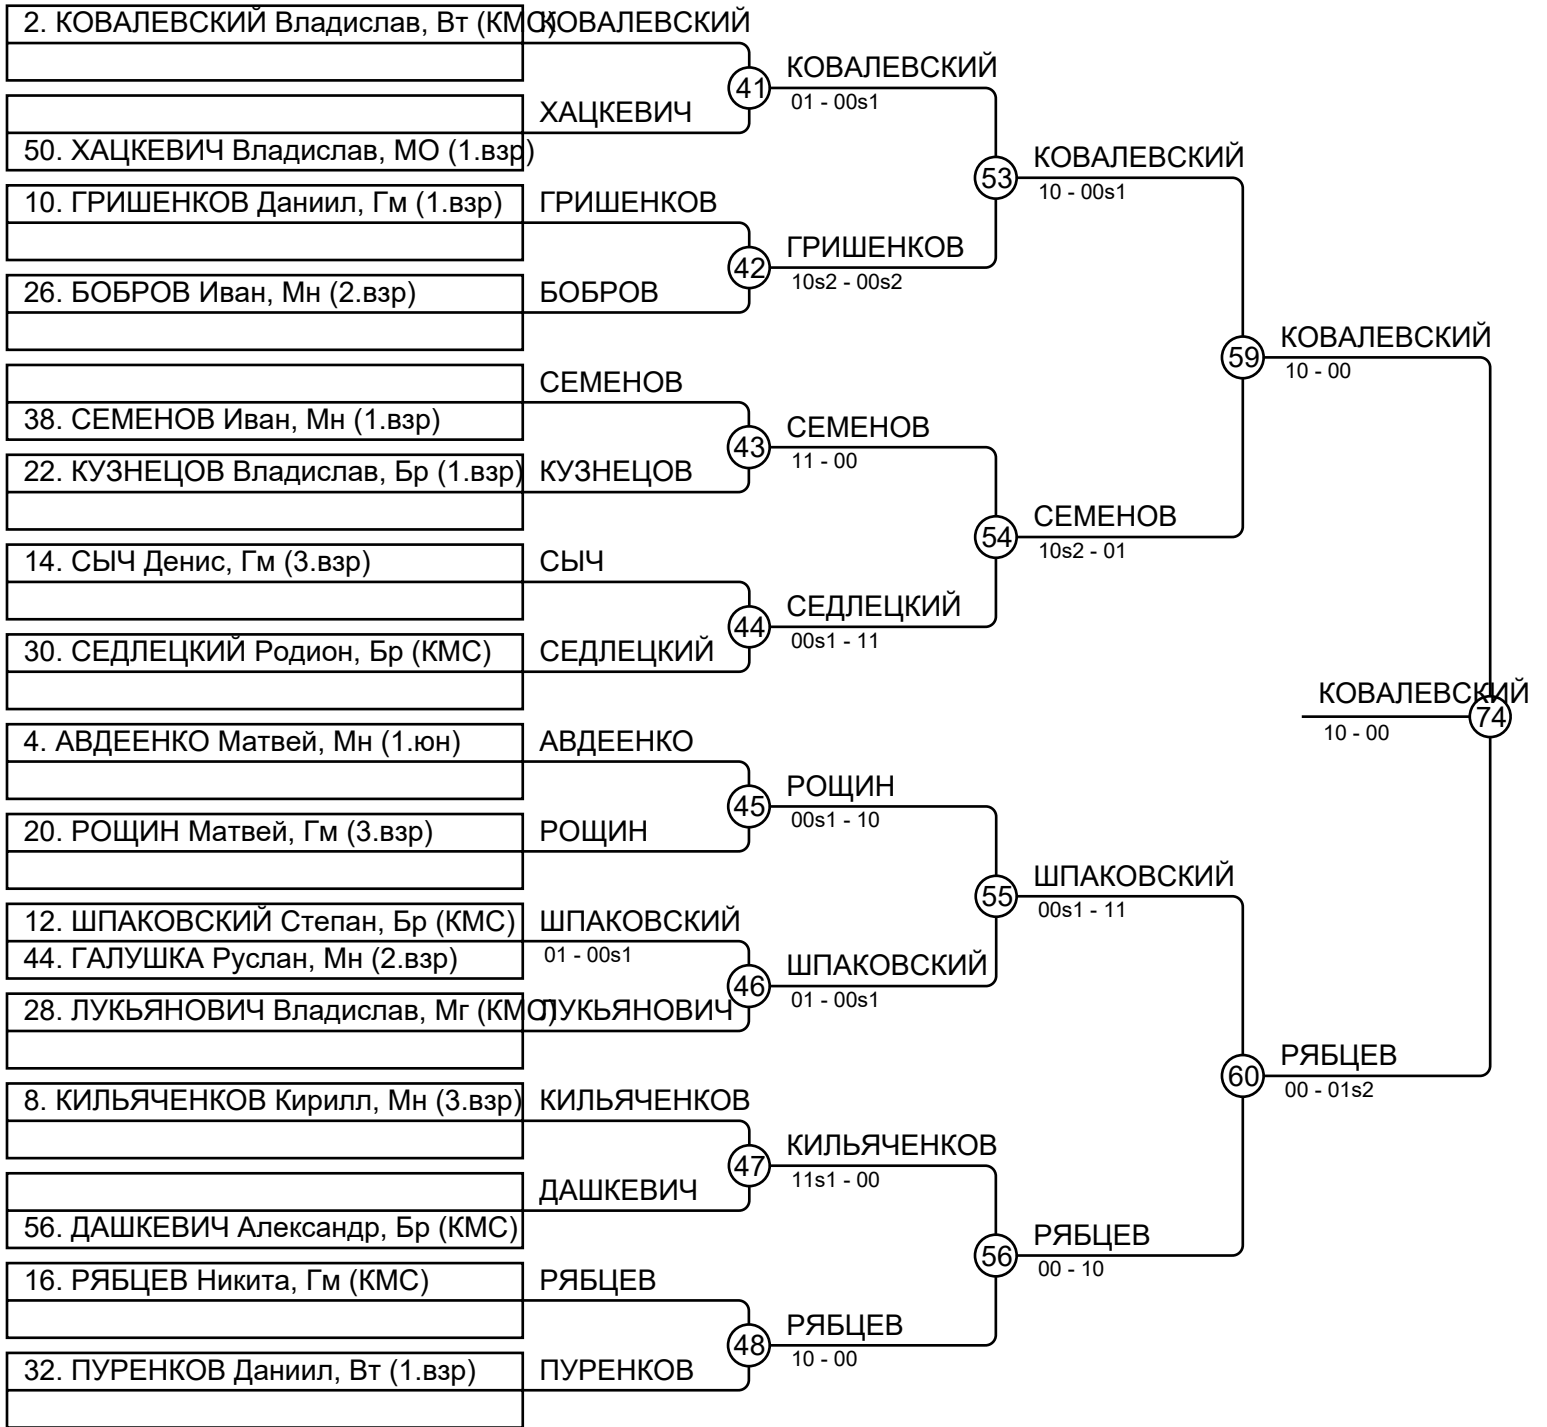 2. КОВАЛЕВСКИЙ Владислав, Вт (КМС)
КОВАЛЕВСКИЙ
41
КОВАЛЕВСКИЙ
01 - 00s1
ХАЦКЕВИЧ
50. ХАЦКЕВИЧ Владислав, МО (1.взр)
53
КОВАЛЕВСКИЙ
10 - 00s1
10. ГРИШЕНКОВ Даниил, Гм (1.взр)
ГРИШЕНКОВ
42
ГРИШЕНКОВ
10s2 - 00s2
26. БОБРОВ Иван, Мн (2.взр)
БОБРОВ
59
КОВАЛЕВСКИЙ
10 - 00
СЕМЕНОВ
38. СЕМЕНОВ Иван, Мн (1.взр)
43
СЕМЕНОВ
11 - 00
22. КУЗНЕЦОВ Владислав, Бр (1.взр)
КУЗНЕЦОВ
54
СЕМЕНОВ
10s2 - 01
14. СЫЧ Денис, Гм (3.взр)
СЫЧ
44
СЕДЛЕЦКИЙ
00s1 - 11
30. СЕДЛЕЦКИЙ Родион, Бр (КМС)
СЕДЛЕЦКИЙ
КОВАЛЕВСКИЙ
74
10 - 00
4. АВДЕЕНКО Матвей, Мн (1.юн)
АВДЕЕНКО
45
РОЩИН
00s1 - 10
20. РОЩИН Матвей, Гм (3.взр)
РОЩИН
55
ШПАКОВСКИЙ
00s1 - 11
12. ШПАКОВСКИЙ Степан, Бр (КМС)
ШПАКОВСКИЙ
44. ГАЛУШКА Руслан, Мн (2.взр)
01 - 00s1
46
ШПАКОВСКИЙ
01 - 00s1
28. ЛУКЬЯНОВИЧ Владислав, Мг (КМС)
ЛУКЬЯНОВИЧ
60
РЯБЦЕВ
00 - 01s2
8. КИЛЬЯЧЕНКОВ Кирилл, Мн (3.взр)
КИЛЬЯЧЕНКОВ
47
КИЛЬЯЧЕНКОВ
11s1 - 00
ДАШКЕВИЧ
56. ДАШКЕВИЧ Александр, Бр (КМС)
56
РЯБЦЕВ
00 - 10
16. РЯБЦЕВ Никита, Гм (КМС)
РЯБЦЕВ
48
РЯБЦЕВ
10 - 00
32. ПУРЕНКОВ Даниил, Вт (1.взр)
ПУРЕНКОВ